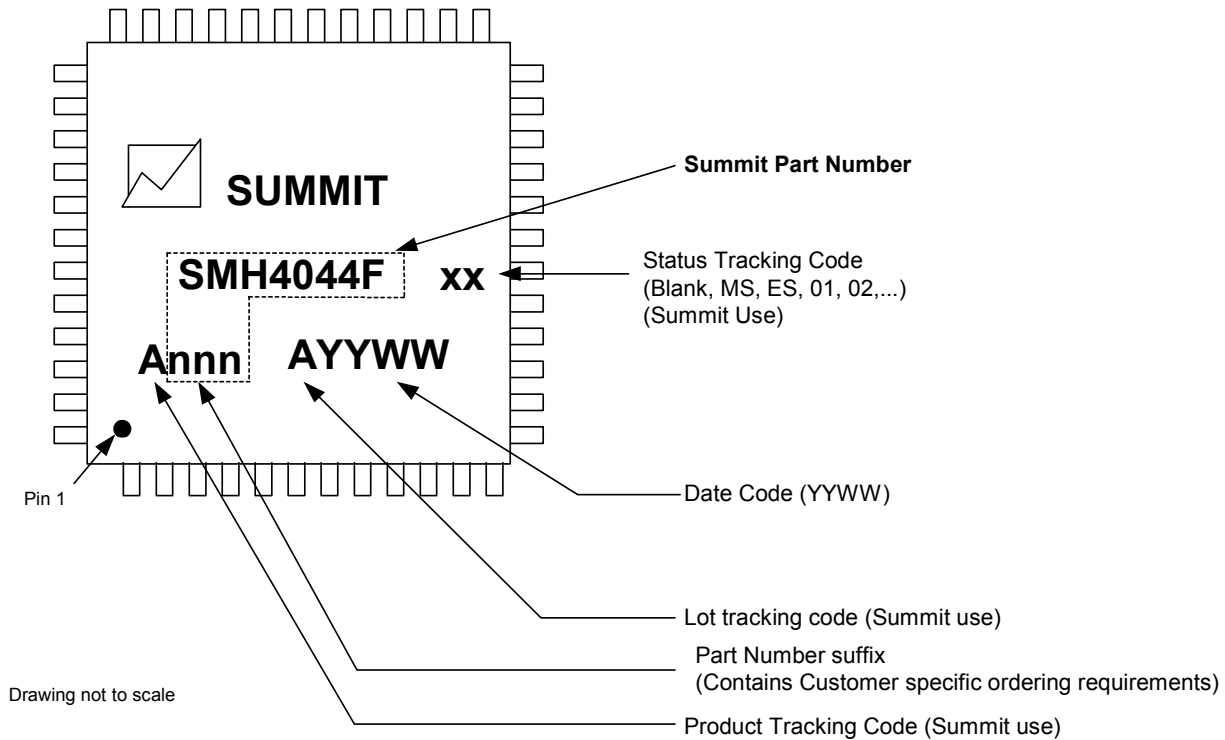 SUMMIT
Summit Part Number
SMH4044F xx
Status Tracking Code
(Blank, MS, ES, 01, 02,...)
(Summit Use)
Annn AYYWW
Pin 1
Date Code (YYWW)
Lot tracking code (Summit use)
Part Number suffix
(Contains Customer specific ordering requirements)
Drawing not to scale
Product Tracking Code (Summit use)